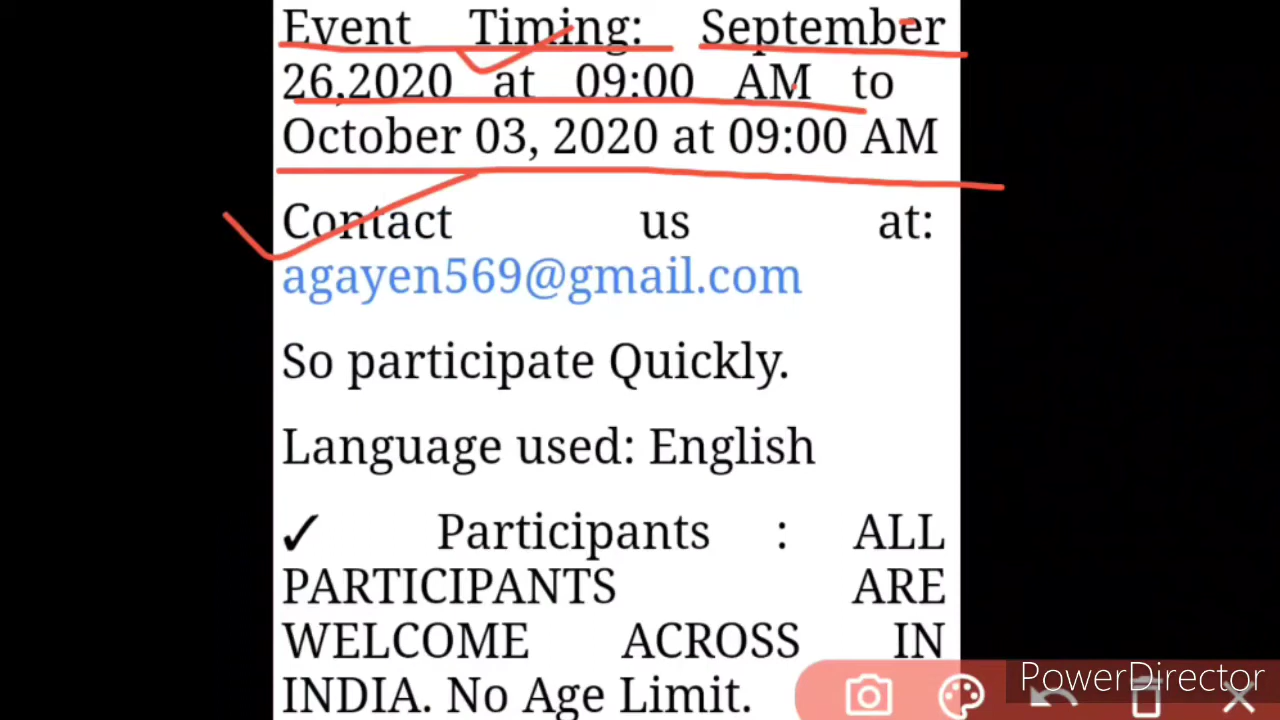 Event Timing: September
26,2020 at 09:00 AM to
October 03, 2020 at 09:00 AM
Contact us at:
agayen569@gmail.com
So participate Quickly.
Language used: English
✓ Participants : ALL
PARTICIPANTS ARE
WELCOME ACROSS IN
INDIA. No Age Limit.
PowerDirector